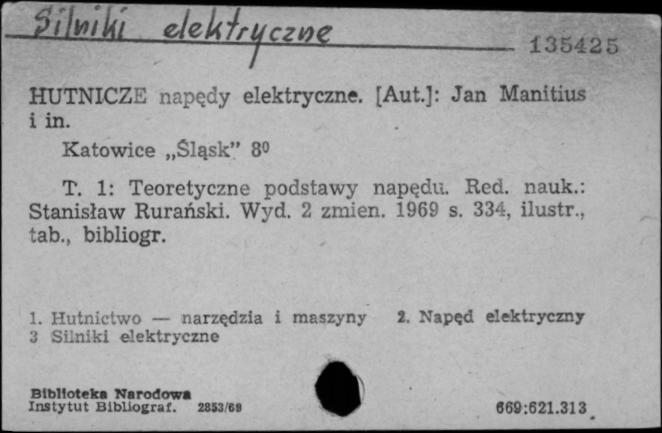 Silniki elektryczne
135425
HUTNICZE napędy elektryczne. [Aut.]: Jan Manitius
i in.
Katowice „Śląsk" 8⁰
T. 1: Teoretyczne podstawy napędu. Red. nauk.:
Stanisław Rurański. Wyd. 2 zmien. 1969 s. 334, ilustr.,
tab., bibliogr.
1. Hutnictwo — narzędzia i maszyny 2. Napęd elektryczny
3 Silniki elektryczne
Biblioteka Narodowa
Instytut Bibliograf. 2853/69
669:621.313